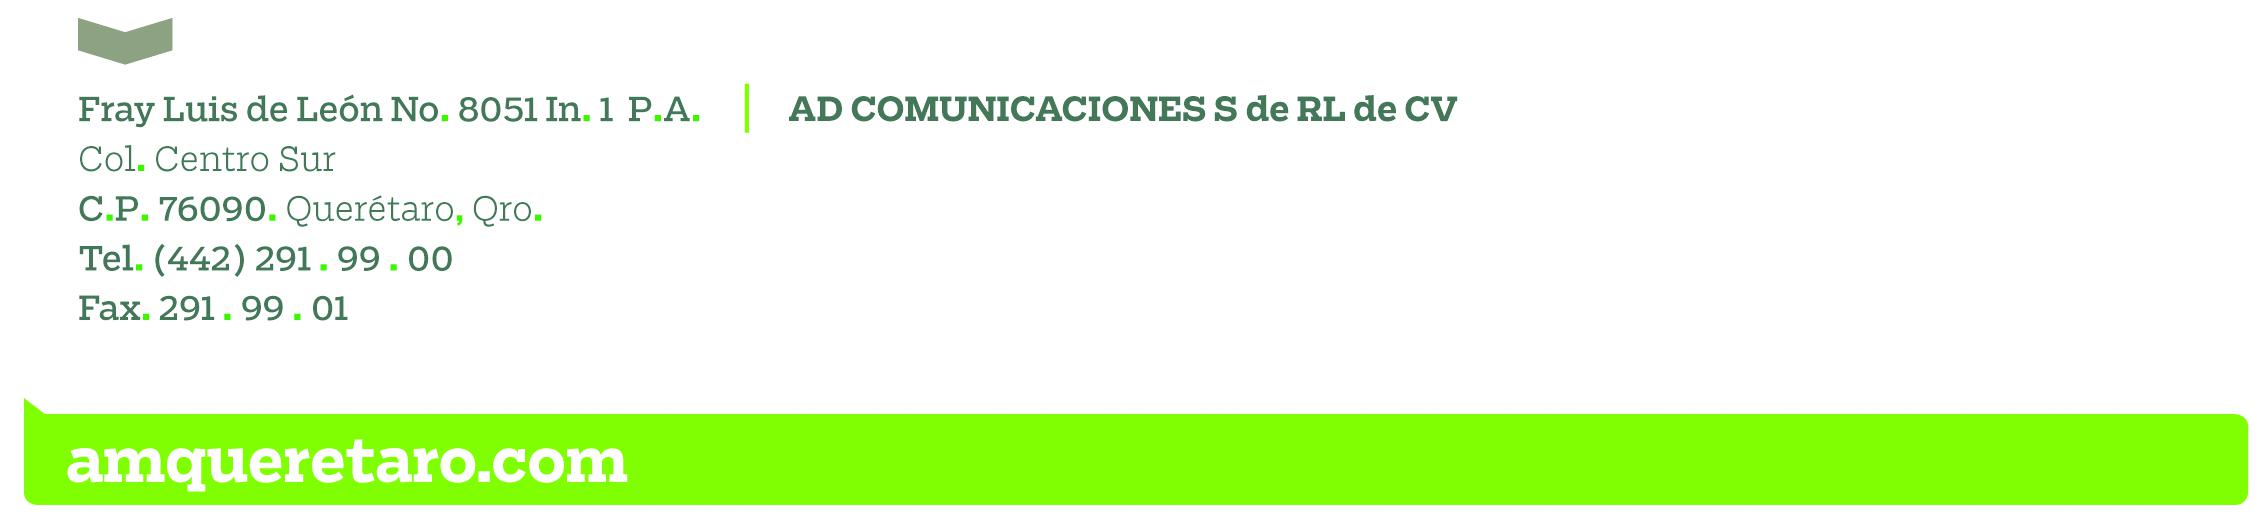 Fray Luis de León No. 8051 In. 1 P.A. | AD COMUNICACIONES S de RL de CV
Col. Centro Sur
C.P. 76090. Querétaro, Qro.
Tel. (442) 291 . 99 . 00
Fax. 291 . 99 . 01
amqueretaro.com